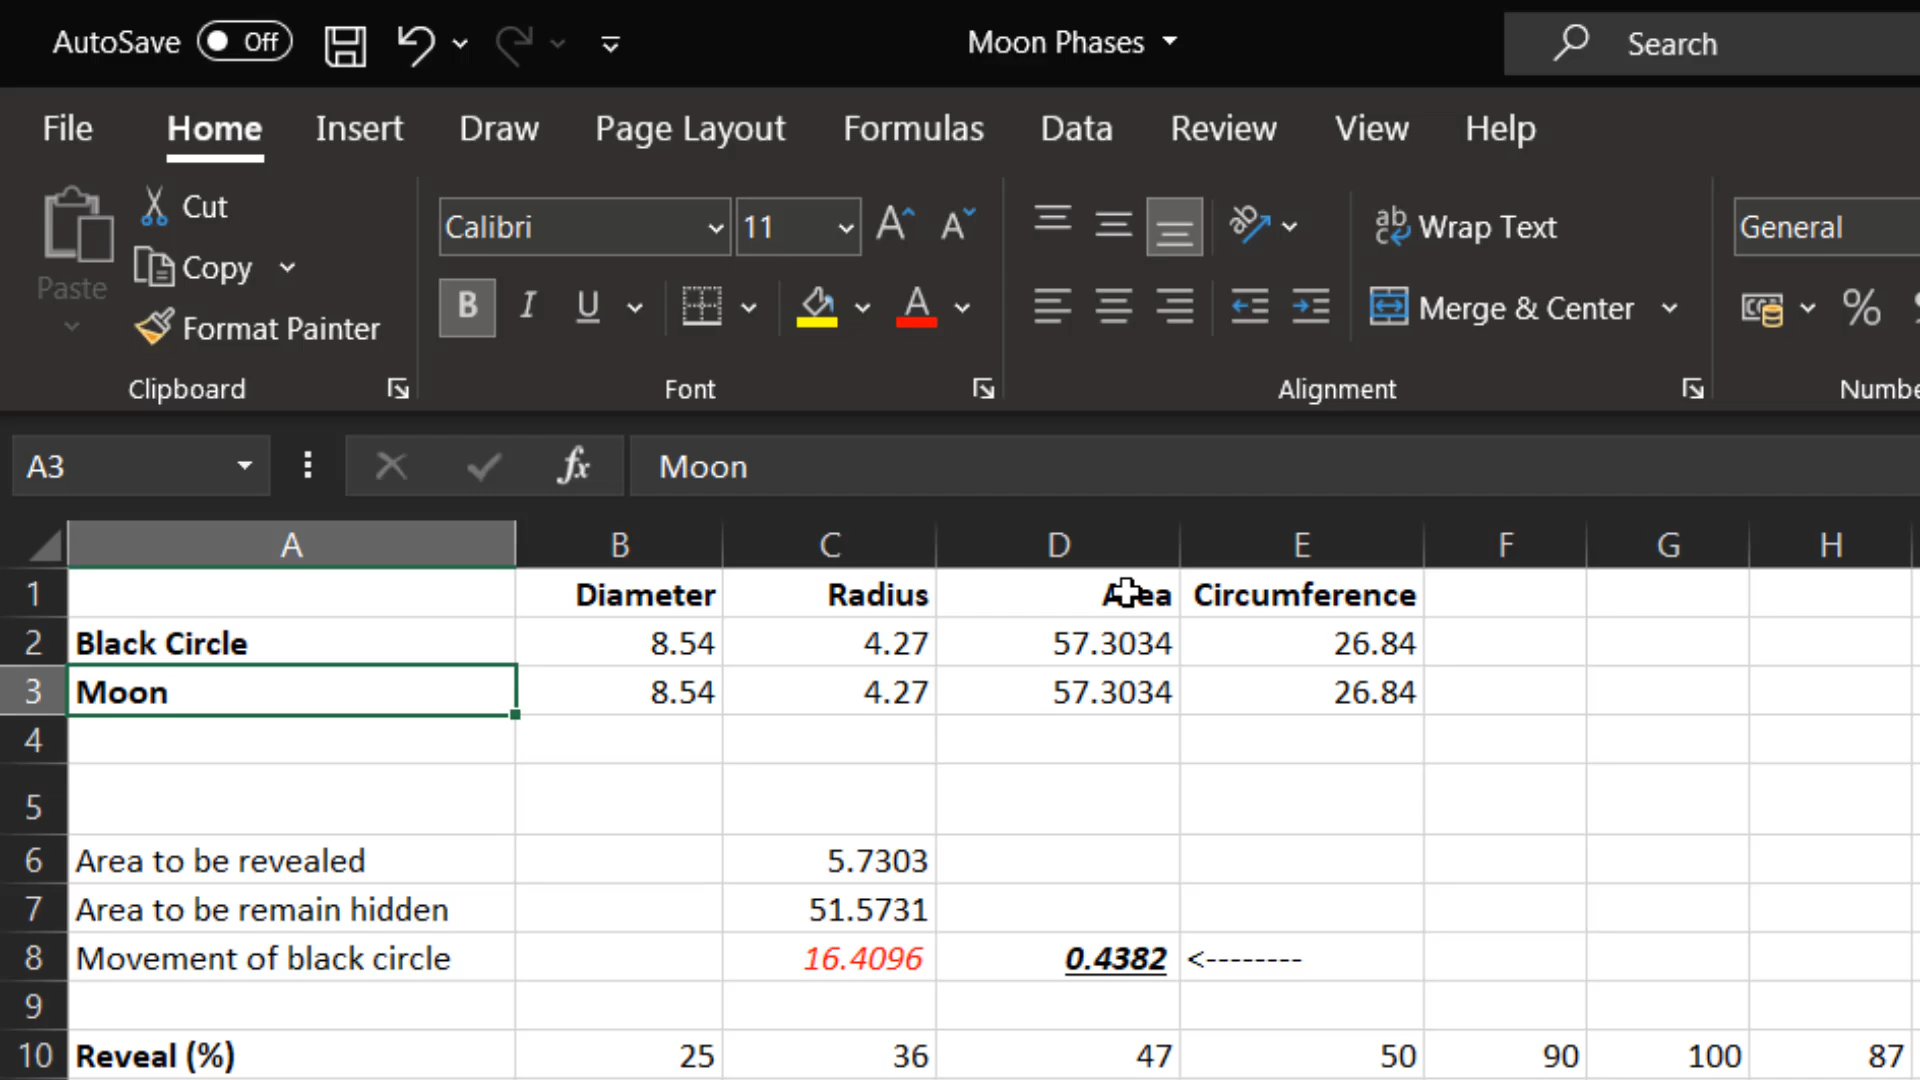 AutoSave Off Moon Phases Search
File Home Insert Draw Page Layout Formulas Data Review View Help
Paste Cut Copy Format Painter
Calibri 11 Wrap Text General
B I U A Merge & Center %
Clipboard Font Alignment
A3 fx Moon
A B C D E F G H
1 Diameter Radius Area Circumference
2 Black Circle 8.54 4.27 57.3034 26.84
3 Moon 8.54 4.27 57.3034 26.84
4
5
6 Area to be revealed 5.7303
7 Area to be remain hidden 51.5731
8 Movement of black circle 16.4096 0.4382 <--------
9
10 Reveal (%) 25 36 47 50 90 100 87